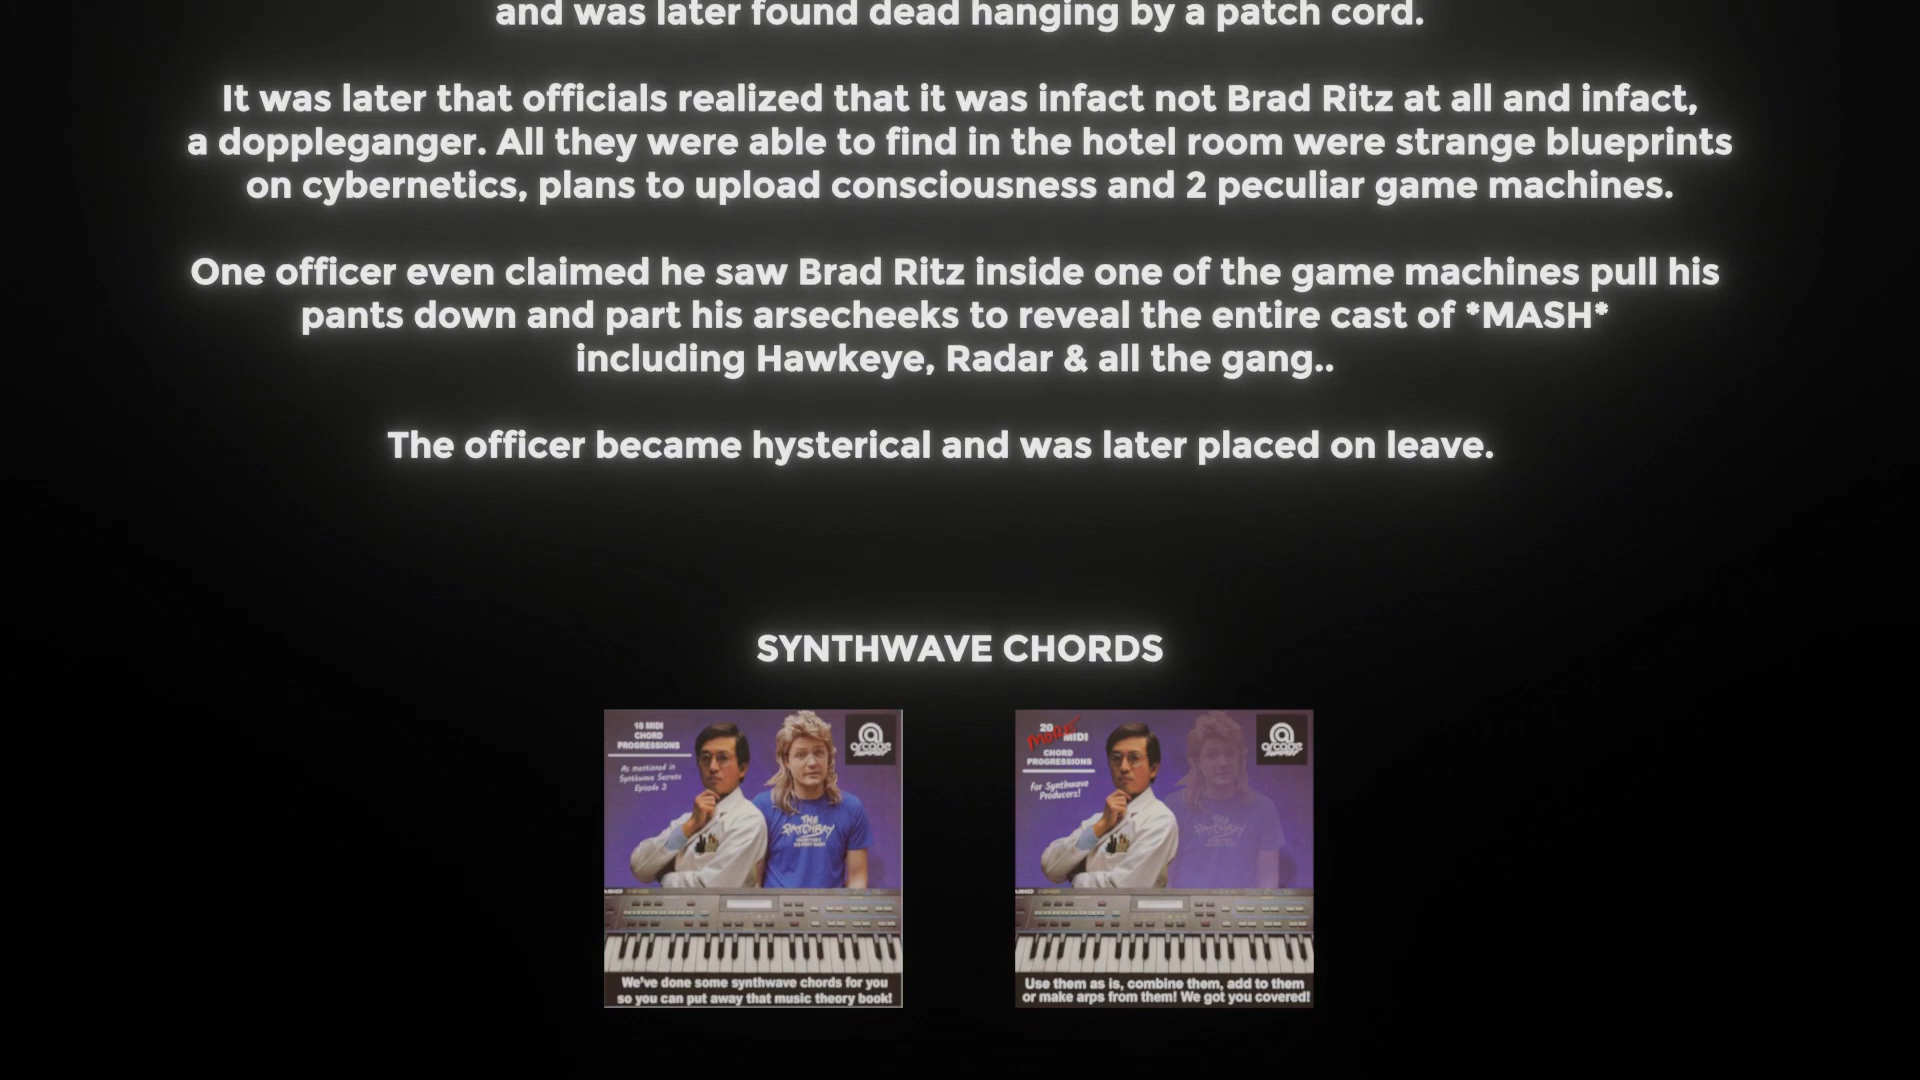 and was later found dead hanging by a patch cord.
It was later that officials realized that it was infact not Brad Ritz at all and infact,
a doppleganger. All they were able to find in the hotel room were strange blueprints
on cybernetics, plans to upload consciousness and 2 peculiar game machines.
One officer even claimed he saw Brad Ritz inside one of the game machines pull his
pants down and part his arsecheeks to reveal the entire cast of *MASH*
including Hawkeye, Radar & all the gang..
The officer became hysterical and was later placed on leave.
SYNTHWAVE CHORDS
18 MIDI
CHORD
PROGRESSIONS
As mentioned in
Synthwave Secrets
Episode 3
arcade
summer
THE
PATCHBAY
We've done some synthwave chords for you
so you can put away that music theory book!
20
more
MIDI
CHORD
PROGRESSIONS
for Synthwave
Producers!
arcade
summer
THE
PATCHBAY
Use them as is, combine them, add to them
or make arps from them! We got you covered!